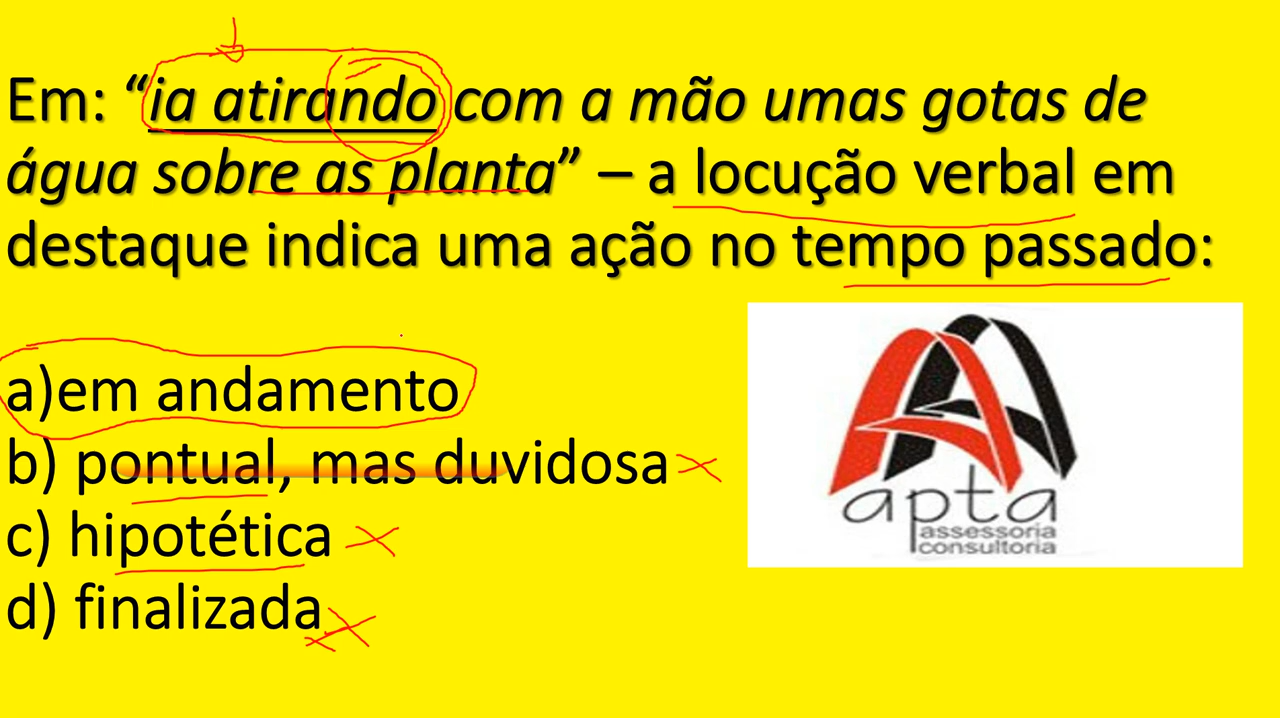 Em: “ia atirando com a mão umas gotas de
água sobre as planta” – a locução verbal em
destaque indica uma ação no tempo passado:
a)em andamento
b) pontual, mas duvidosa
c) hipotética
d) finalizada
apta
assessoria
consultoria